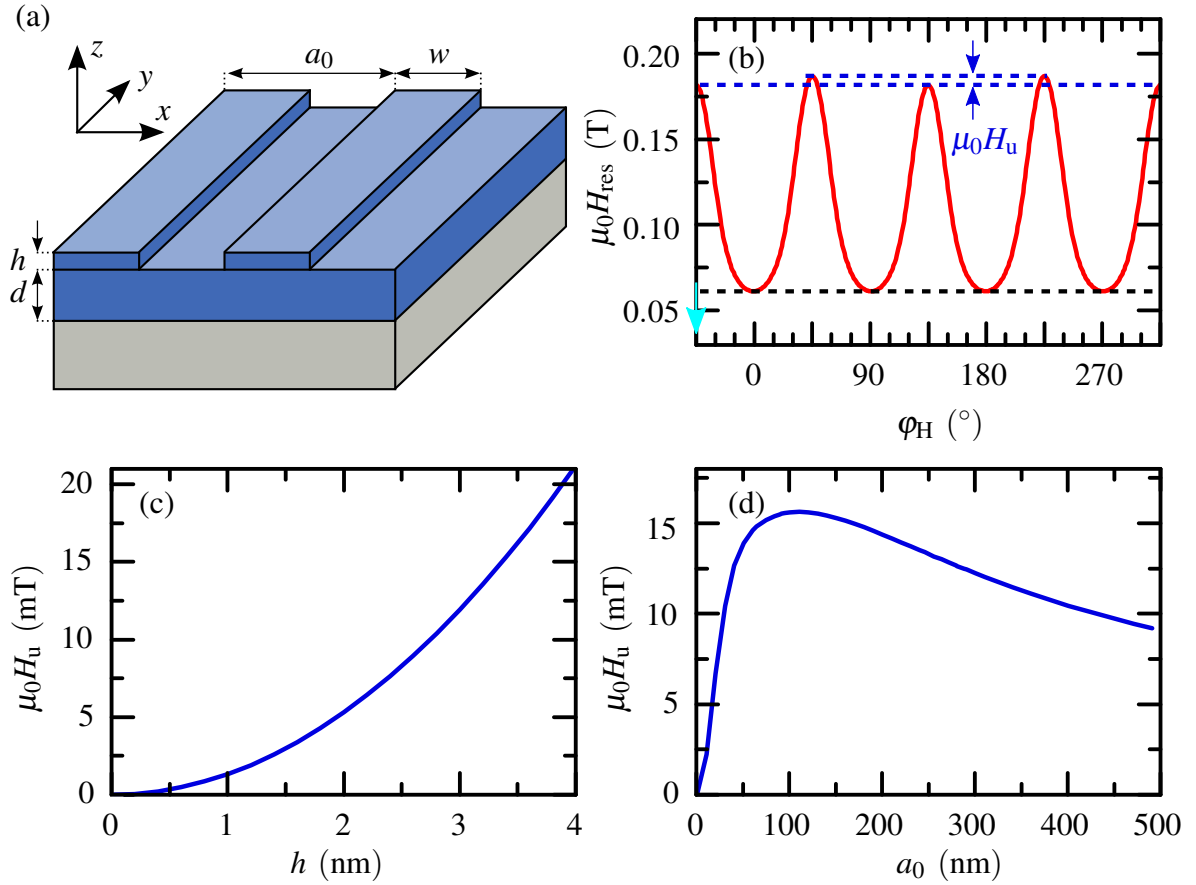 (a)
z
y
x
a₀
w
h
d
(b)
μ₀Hᵣₑₛ (T)
0.20
0.15
0.10
0.05
μ₀Hᵤ
0 90 180 270
φ_H (°)
(c)
μ₀Hᵤ (mT)
20
15
10
5
0
0 1 2 3 4
h (nm)
(d)
μ₀Hᵤ (mT)
15
10
5
0
0 100 200 300 400 500
a₀ (nm)